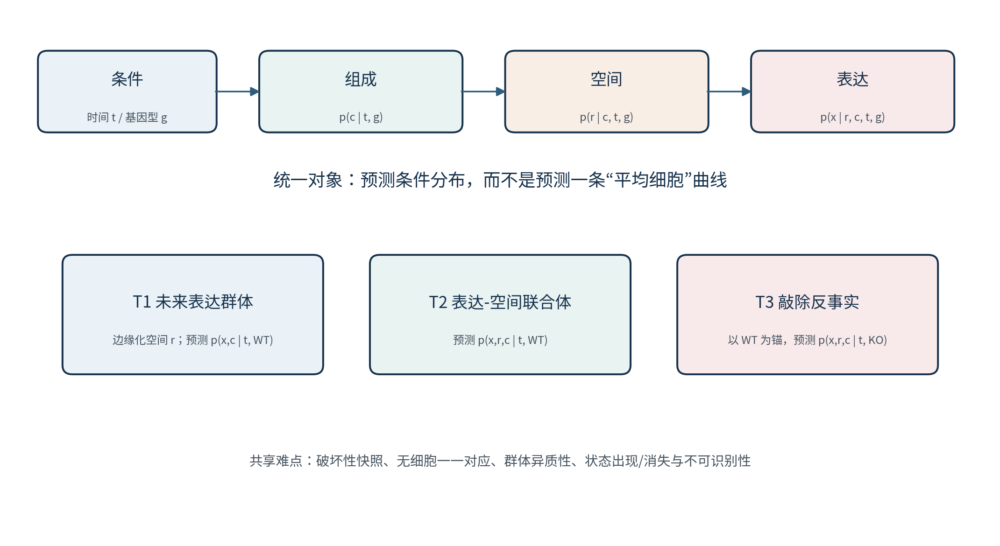 条件
时间 t / 基因型 g
组成
p(c | t, g)
空间
p(r | c, t, g)
表达
p(x | r, c, t, g)
统一对象：预测条件分布，而不是预测一条“平均细胞”曲线
T1 未来表达群体
边缘化空间 r；预测 p(x,c | t, WT)
T2 表达-空间联合体
预测 p(x,r,c | t, WT)
T3 敲除反事实
以 WT 为锚，预测 p(x,r,c | t, KO)
共享难点：破坏性快照、无细胞一一对应、群体异质性、状态出现/消失与不可识别性